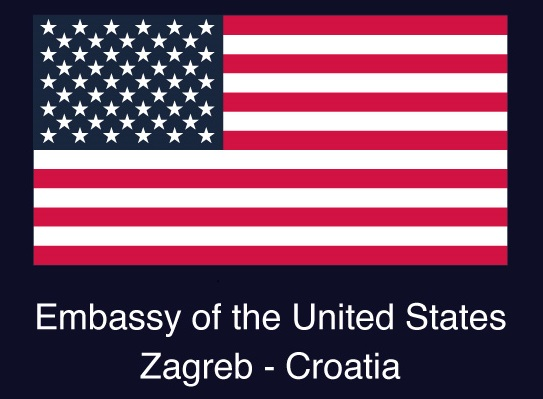 Embassy of the United States
Zagreb - Croatia